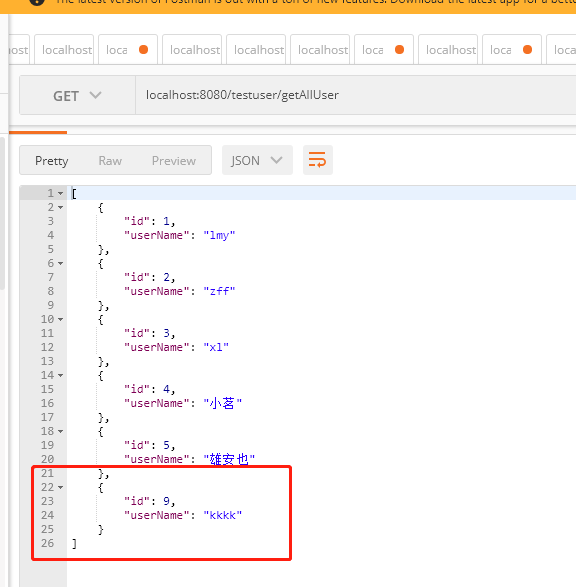 The latest version of Postman is out with a ton of new features. Download the latest app for a bette
ost localhost loca localhost localhost localhost loca localhost loca loca
GET localhost:8080/testuser/getAllUser
Pretty Raw Preview JSON
1 [
2 {
3 "id": 1,
4 "userName": "lmy"
5 },
6 {
7 "id": 2,
8 "userName": "zff"
9 },
10 {
11 "id": 3,
12 "userName": "xl"
13 },
14 {
15 "id": 4,
16 "userName": "小茗"
17 },
18 {
19 "id": 5,
20 "userName": "雄安也"
21 },
22 {
23 "id": 9,
24 "userName": "kkkk"
25 }
26 ]